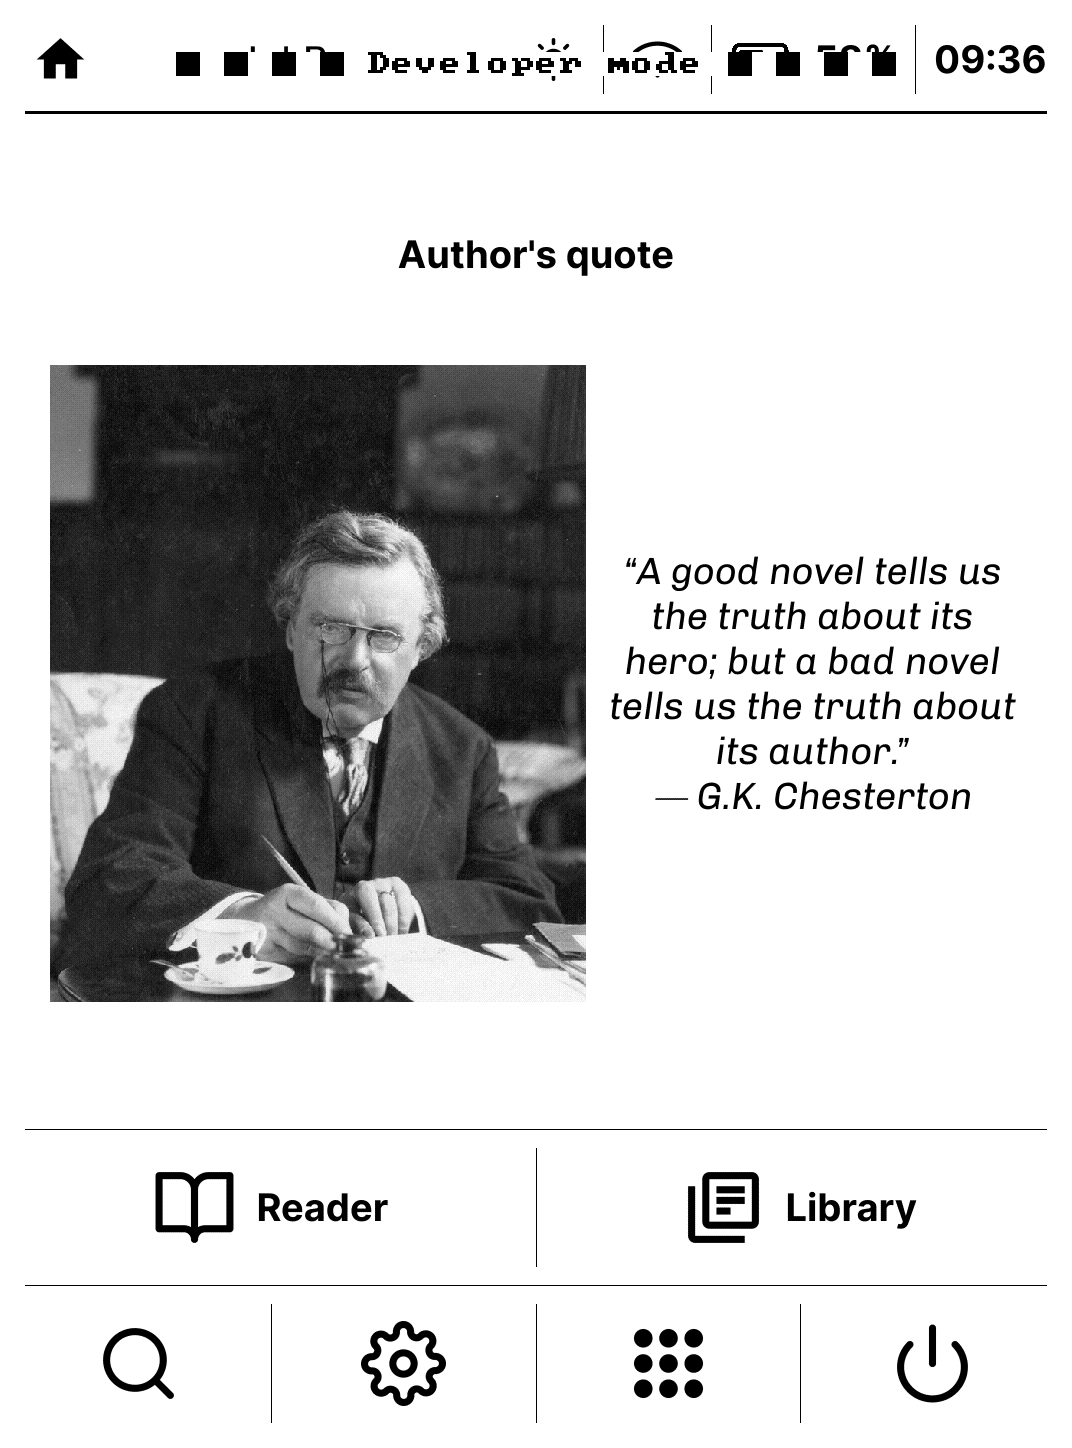 Developer mode
09:36
Author's quote
“A good novel tells us
the truth about its
hero; but a bad novel
tells us the truth about
its author.”
— G.K. Chesterton
Reader
Library